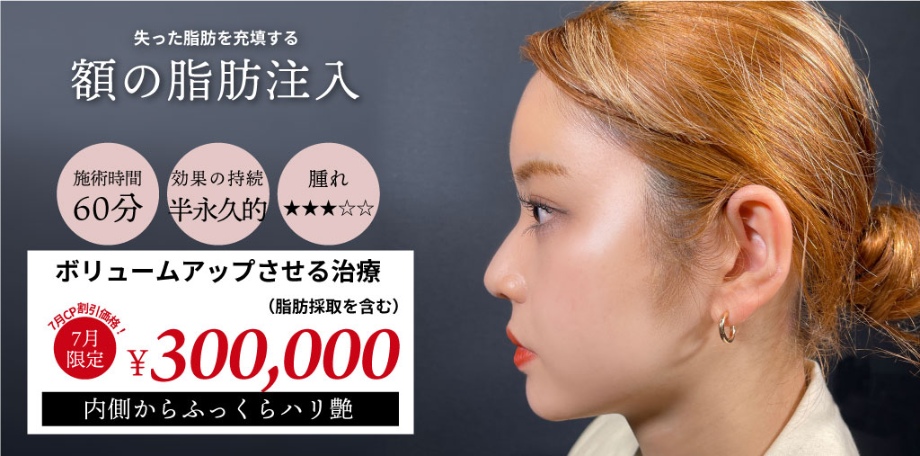 失った脂肪を充填する
額の脂肪注入
施術時間
60分
効果の持続
半永久的
腫れ
★★★☆☆
ボリュームアップさせる治療
（脂肪採取を含む）
7月CP割引価格！
7月
限定
¥300,000
内側からふっくらハリ艶